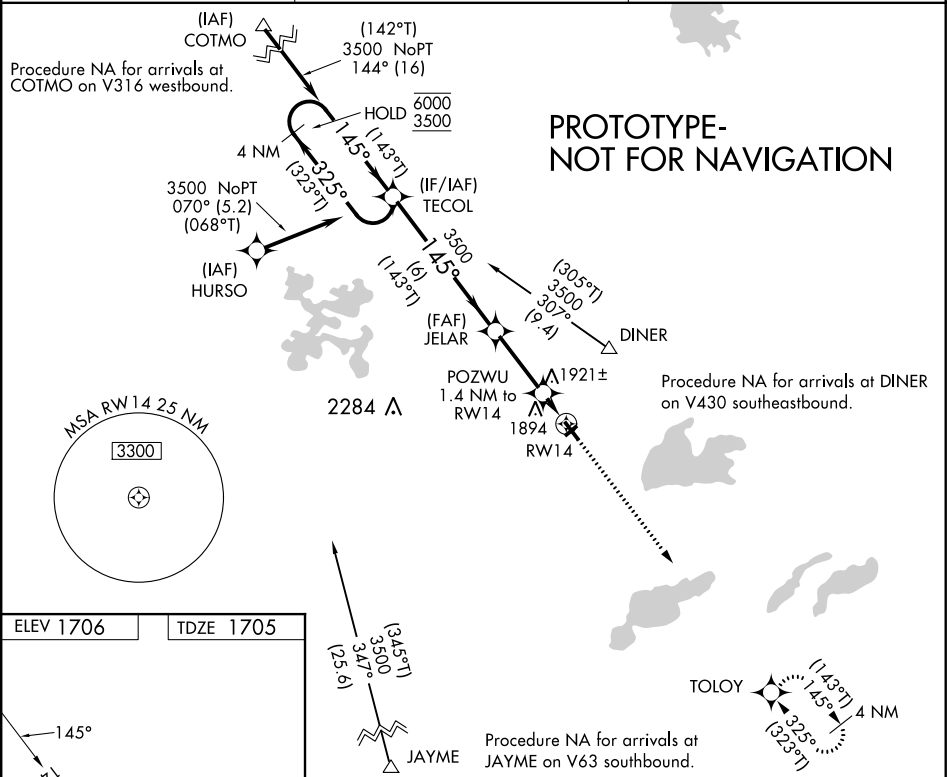 (IAF)
COTMO
(142°T)
3500 NoPT
144° (16)
Procedure NA for arrivals at
COTMO on V316 westbound.
HOLD
6000
3500
4 NM
145°
(143°T)
325°
(323°T)
(IF/IAF)
TECOL
3500 NoPT
070° (5.2)
(068°T)
(IAF)
HURSO
PROTOTYPE-
NOT FOR NAVIGATION
3500
145°
(6)
(143°T)
(305°T)
3500
307°
(9.4)
DINER
(FAF)
JELAR
POZWU
1.4 NM to
RW14
1921±
1894
RW14
2284
Procedure NA for arrivals at DINER
on V430 southeastbound.
MSA RW14 25 NM
3300
ELEV 1706
TDZE 1705
145°
(345°T)
3500
347°
(25.6)
JAYME
Procedure NA for arrivals at
JAYME on V63 southbound.
TOLOY
(143°T)
145°
4 NM
325°
(323°T)